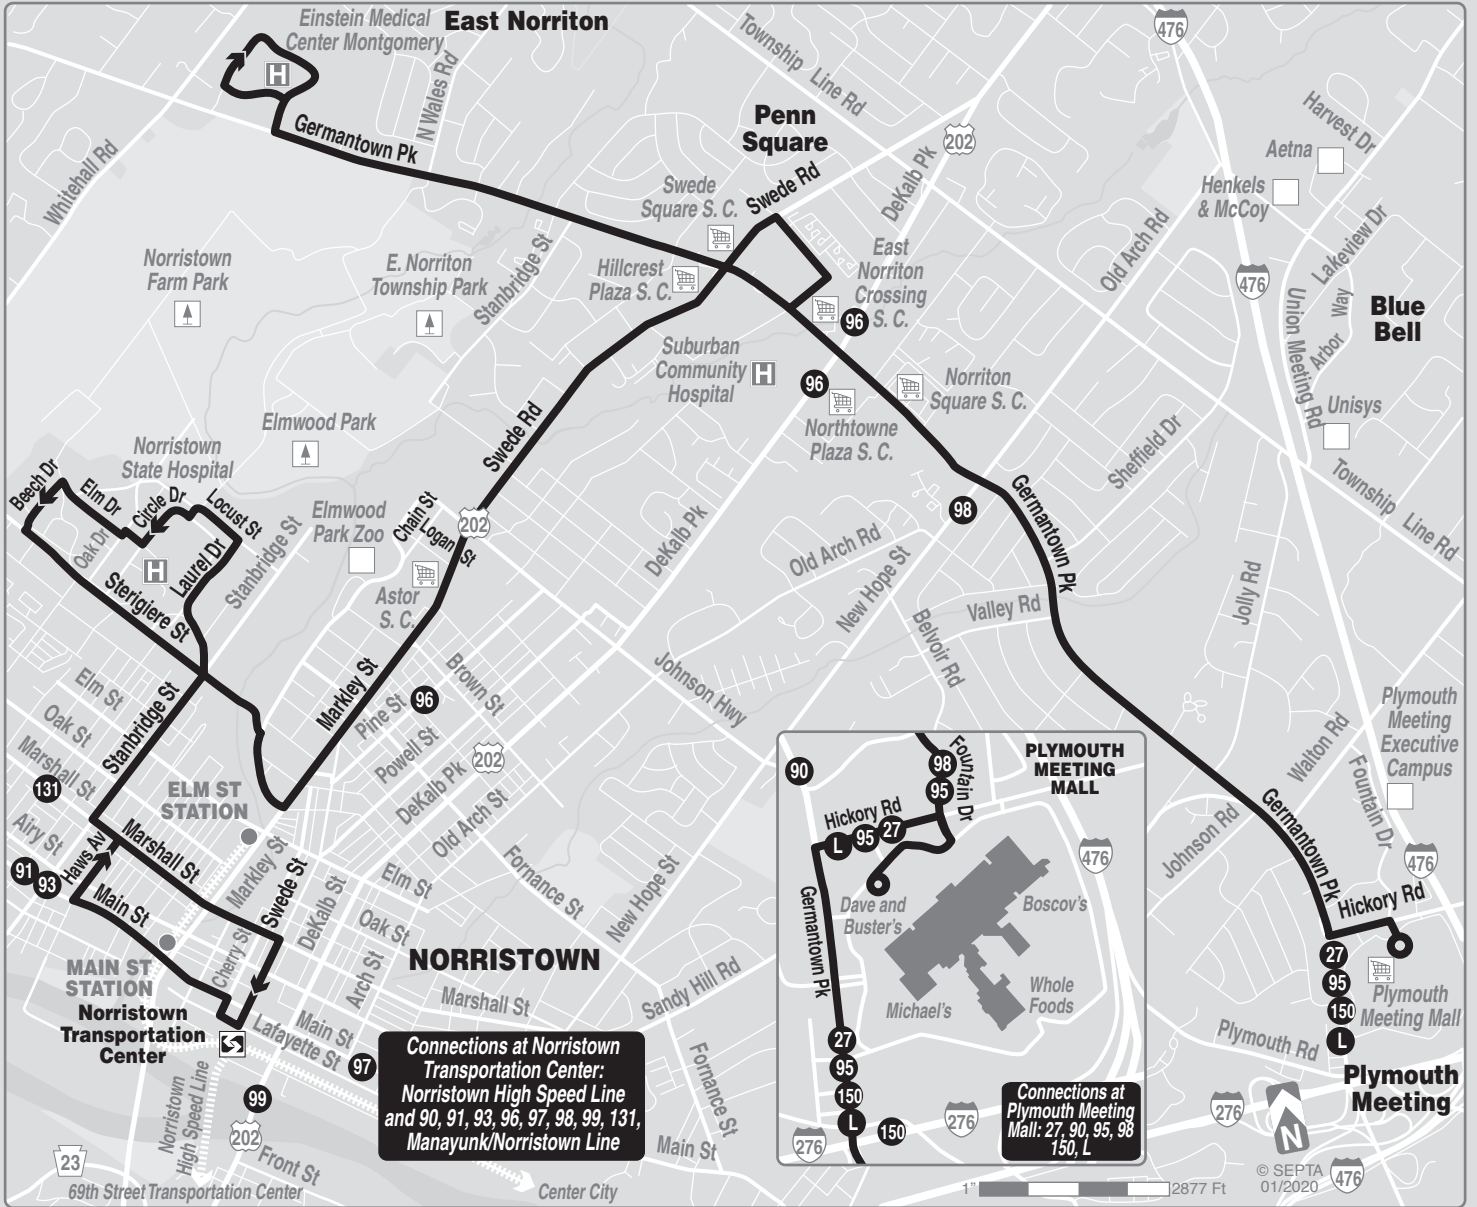 Einstein Medical
Center Montgomery
East Norriton
H
Germantown Pk
N Wales Rd
Whitehall Rd
Township Line Rd
Penn
Square
Swede Rd
Swede
Square S. C.
DeKalb Pk
202
476
Harvest Dr
Aetna
Henkels
& McCoy
Lakeview Dr
Old Arch Rd
476
Union Meeting Rd
Arbor Way
Blue
Bell
Unisys
Township Line Rd
Norristown
Farm Park
E. Norriton
Township Park
Stanbridge St
Hillcrest
Plaza S. C.
East
Norriton
Crossing
S. C.
96
Suburban
Community
Hospital
H
96
Norriton
Square S. C.
Northtowne
Plaza S. C.
Sheffield Dr
Elmwood Park
Swede Rd
Norristown
State Hospital
Beech Dr
Elm Dr
Circle Dr
Locust St
Oak Dr
H
Laurel Dr
Stanbridge St
Sterigiere St
Elmwood
Park Zoo
Chain St
Logan St
202
Astor
S. C.
DeKalb Pk
98
Germantown Pk
Old Arch Rd
New Hope St
Valley Rd
Belvoir Rd
Jolly Rd
Johnson Hwy
Brown St
Markley St
Pine St
96
Powell St
DeKalb Pk
202
Old Arch St
Elm St
Oak St
Marshall St
131
Airy St
Stanbridge St
ELM ST
STATION
Marshall St
Haws Av
91
93
Main St
Markley St
Swede St
DeKalb St
Cherry St
Elm St
Oak St
Arch St
Fornance St
New Hope St
NORRISTOWN
Marshall St
Sandy Hill Rd
MAIN ST
STATION
Norristown
Transportation
Center
Main St
Lafayette St
97
99
202
Norristown
High Speed Line
Front St
23
69th Street Transportation Center
Connections at Norristown
Transportation Center:
Norristown High Speed Line
and 90, 91, 93, 96, 97, 98, 99, 131,
Manayunk/Norristown Line
Fornance St
Main St
Center City
PLYMOUTH
MEETING
MALL
90
98
95
Fountain Dr
Hickory Rd
L
95
27
Germantown Pk
476
Dave and
Buster's
Boscov's
Michael's
Whole
Foods
27
95
150
L
150
276
276
Connections at
Plymouth Meeting
Mall: 27, 90, 95, 98
150, L
Walton Rd
Plymouth
Meeting
Executive
Campus
Fountain Dr
Johnson Rd
Germantown Pk
476
Hickory Rd
27
95
150
L
Plymouth
Meeting Mall
Plymouth Rd
Plymouth
Meeting
276
N
© SEPTA
01/2020
476
1"
2877 Ft